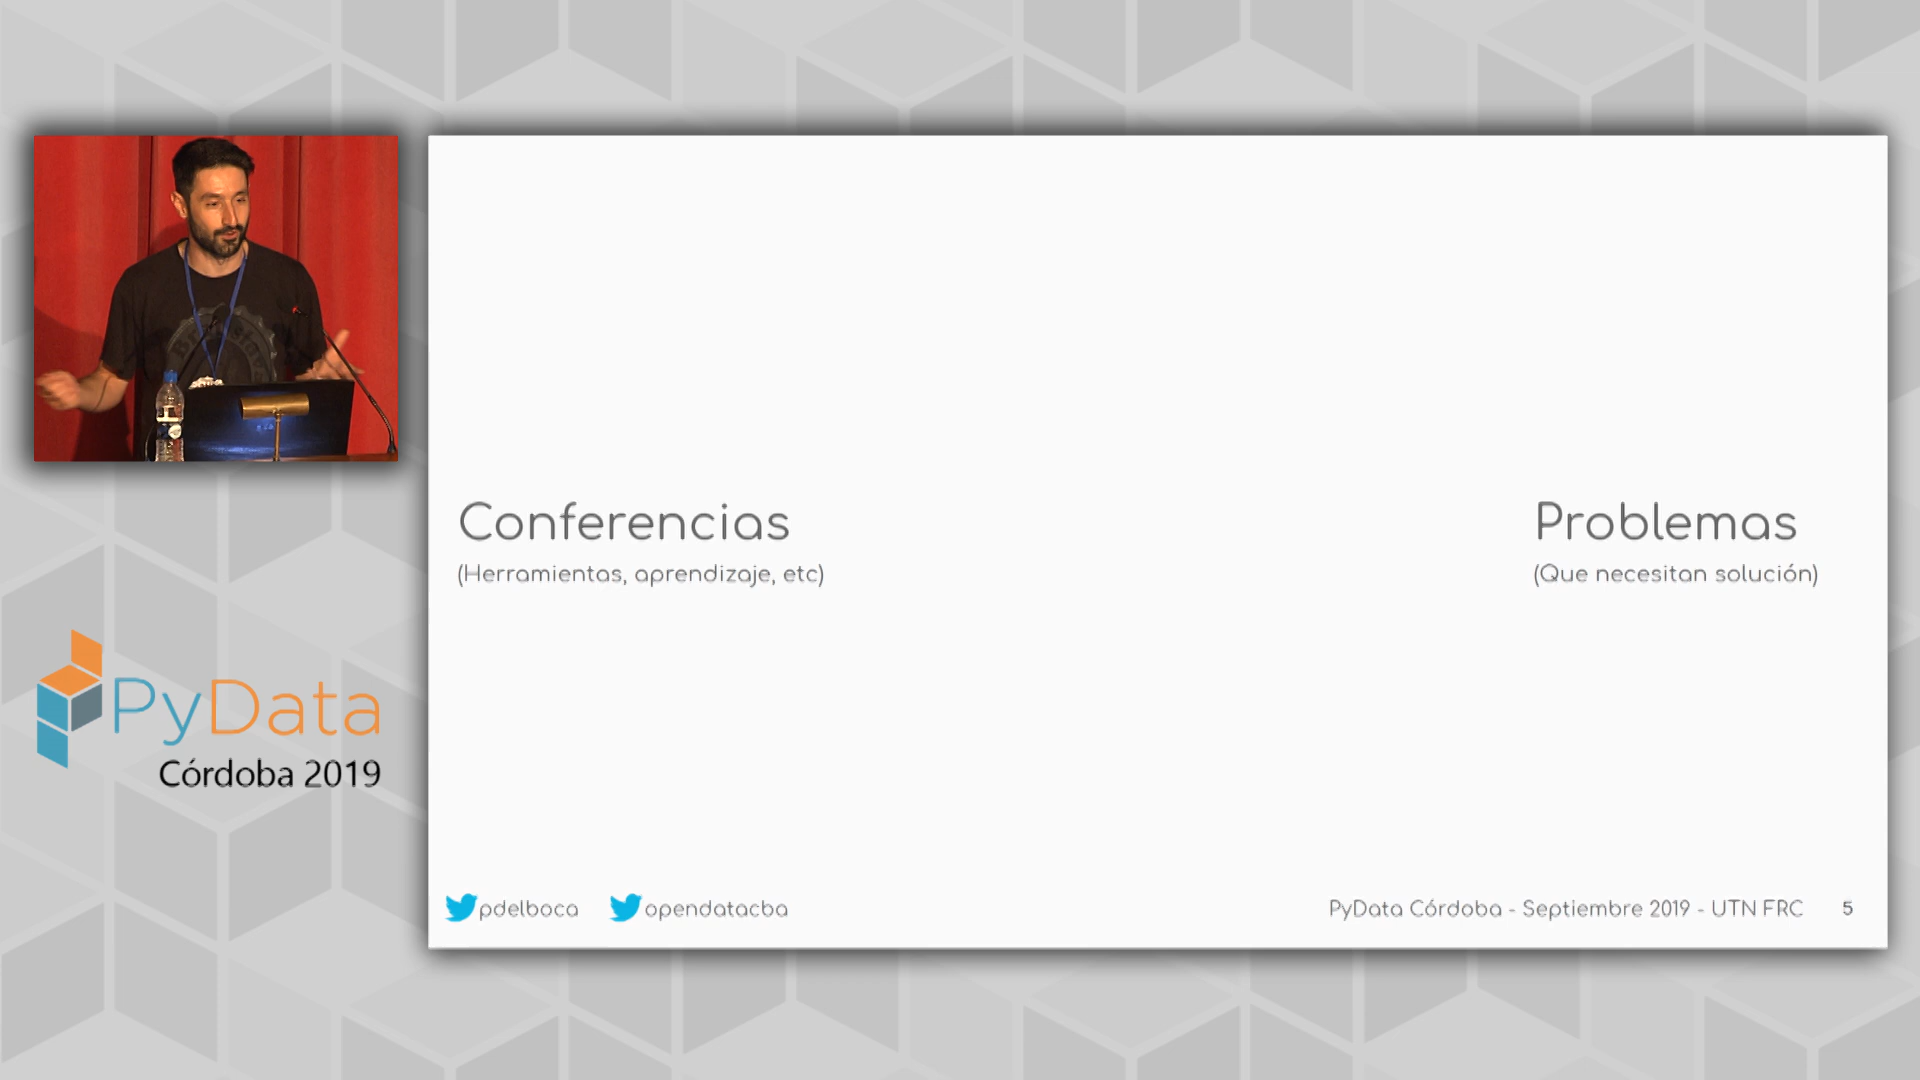 Conferencias
(Herramientas, aprendizaje, etc)
Problemas
(Que necesitan solución)
PyData
Córdoba 2019
pdelboca
opendatacba
PyData Córdoba - Septiembre 2019 - UTN FRC
5